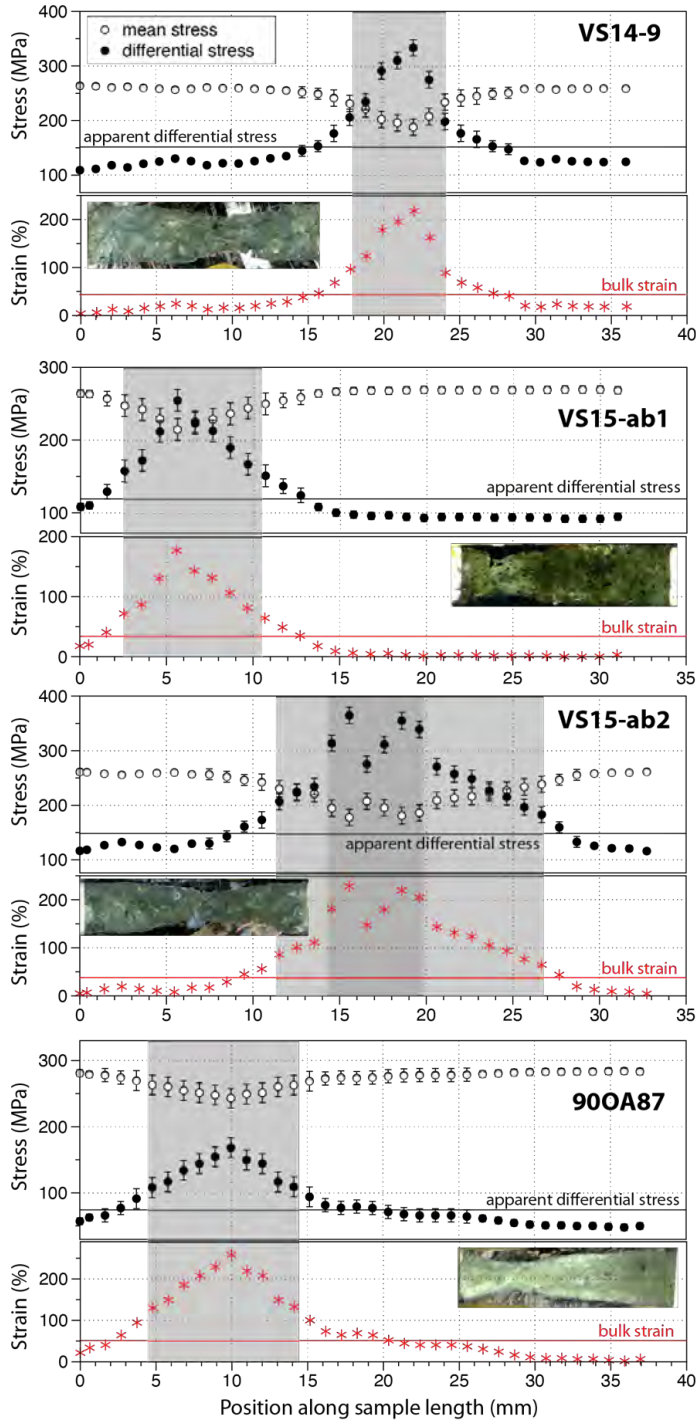 VS14-9
mean stress
differential stress
Stress (MPa)
400
300
200
100
apparent differential stress
Strain (%)
200
100
0
bulk strain
0 5 10 15 20 25 30 35 40
VS15-ab1
Stress (MPa)
300
200
100
apparent differential stress
Strain (%)
200
100
0
bulk strain
0 5 10 15 20 25 30 35
VS15-ab2
Stress (MPa)
400
300
200
100
apparent differential stress
Strain (%)
200
100
0
bulk strain
0 5 10 15 20 25 30 35
90OA87
Stress (MPa)
300
200
100
apparent differential stress
Strain (%)
200
100
0
bulk strain
0 5 10 15 20 25 30 35 40
Position along sample length (mm)